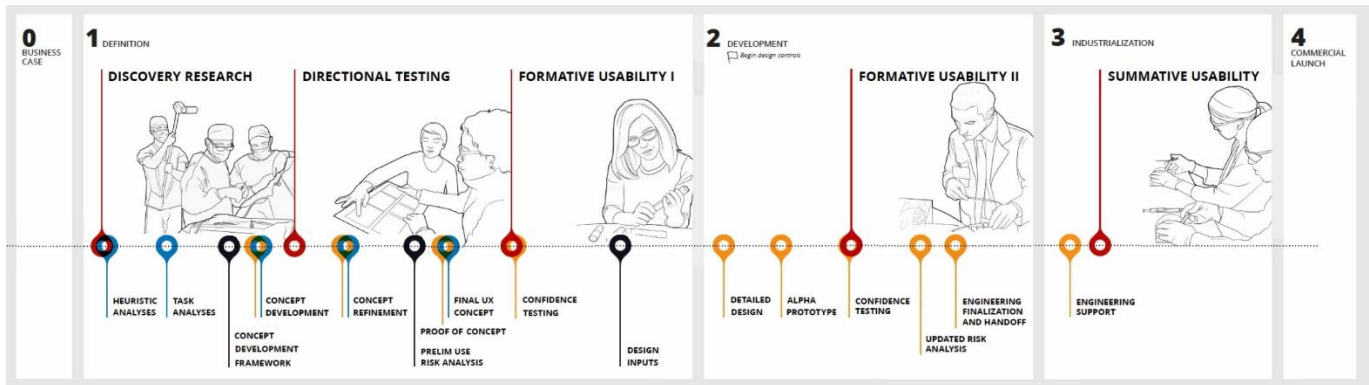 0
BUSINESS
CASE
1 DEFINITION
DISCOVERY RESEARCH
DIRECTIONAL TESTING
FORMATIVE USABILITY I
HEURISTIC
ANALYSES
TASK
ANALYSES
CONCEPT
DEVELOPMENT
FRAMEWORK
CONCEPT
DEVELOPMENT
CONCEPT
REFINEMENT
PROOF OF CONCEPT
PRELIM USE
RISK ANALYSIS
FINAL UX
CONCEPT
CONFIDENCE
TESTING
DESIGN
INPUTS
2 DEVELOPMENT
Begin design controls
FORMATIVE USABILITY II
DETAILED
DESIGN
ALPHA
PROTOTYPE
CONFIDENCE
TESTING
UPDATED RISK
ANALYSIS
ENGINEERING
FINALIZATION
AND HANDOFF
3 INDUSTRIALIZATION
SUMMATIVE USABILITY
ENGINEERING
SUPPORT
4
COMMERCIAL
LAUNCH